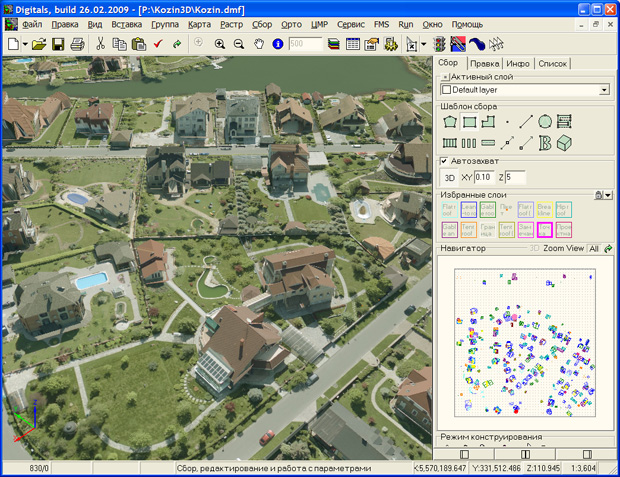 Digitals, build 26.02.2009 - [P:\Kozin3D\Kozin.dmf]
Файл Правка Вид Вставка Группа Карта Растр Сбор Орто ЦМР Сервис FMS Run Окно Помощь
500
Сбор Правка Инфо Список
Активный слой
Default layer
Шаблон сбора
Автозахват
3D XY 0.10 Z 5
Избранные слои
Навигатор 3D Zoom View All
Режим конструирования
830/0 Сбор, редактирование и работа с параметрами X:5,570,189.647 Y:331,512.486 Z:110.945 1:3,604